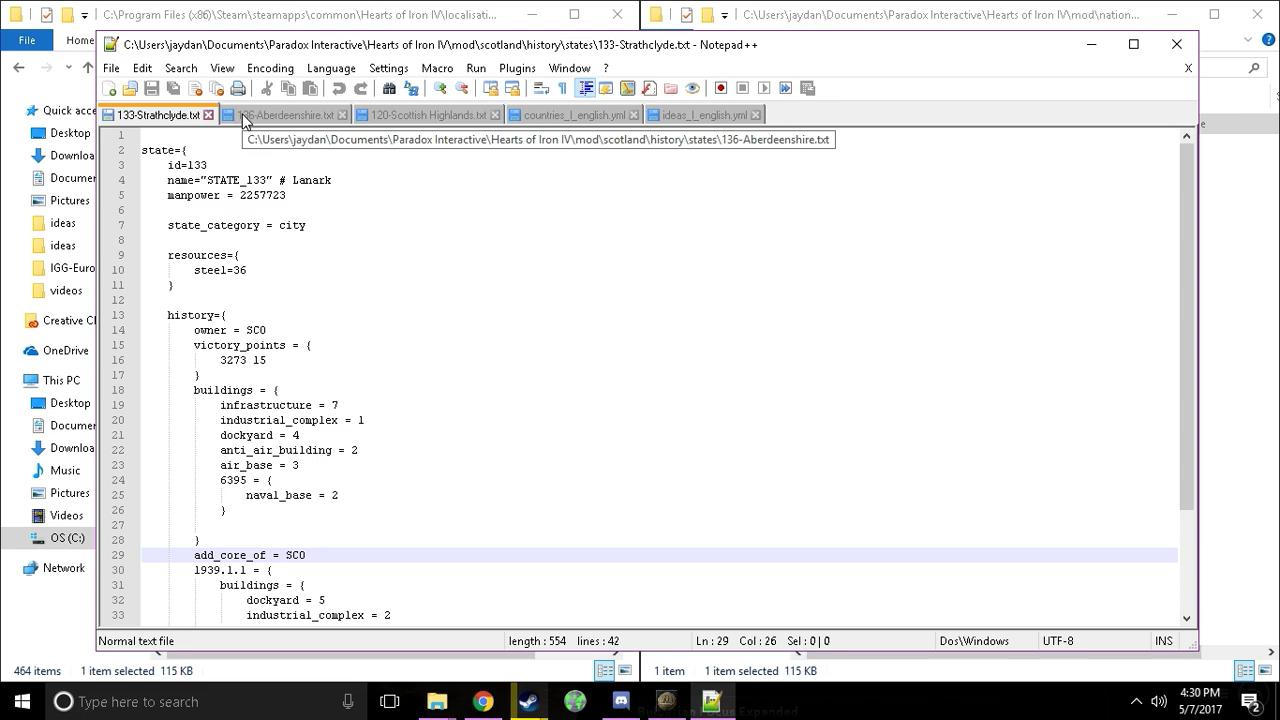 C:\Program Files (x86)\Steam\steamapps\common\Hearts of Iron IV\localisati...
C:\Users\jaydan\Documents\Paradox Interactive\Hearts of Iron IV\mod\nation...
File
Home
C:\Users\jaydan\Documents\Paradox Interactive\Hearts of Iron IV\mod\scotland\history\states\133-Strathclyde.txt - Notepad++
File Edit Search View Encoding Language Settings Macro Run Plugins Window ? X
133-Strathclyde.txt 136-Aberdeenshire.txt 120-Scottish Highlands.txt countries_l_english.yml ideas_l_english.yml
C:\Users\jaydan\Documents\Paradox Interactive\Hearts of Iron IV\mod\scotland\history\states\136-Aberdeenshire.txt
Quick acce
Desktop
Downloa
Documen
Pictures
ideas
ideas
IGG-Euro
videos
Creative Cl
OneDrive
This PC
Desktop
Documen
Downloa
Music
Pictures
Videos
OS (C:)
Network
1
2 state={
3 id=133
4 name="STATE_133" # Lanark
5 manpower = 2257723
6
7 state_category = city
8
9 resources={
10 steel=36
11 }
12
13 history={
14 owner = SCO
15 victory_points = {
16 3273 15
17 }
18 buildings = {
19 infrastructure = 7
20 industrial_complex = 1
21 dockyard = 4
22 anti_air_building = 2
23 air_base = 3
24 6395 = {
25 naval_base = 2
26 }
27
28 }
29 add_core_of = SCO
30 1939.1.1 = {
31 buildings = {
32 dockyard = 5
33 industrial_complex = 2
Normal text file length : 554 lines : 42 Ln : 29 Col : 26 Sel : 0 | 0 Dos\Windows UTF-8 INS
464 items 1 item selected 115 KB
1 item 1 item selected 115 KB
Type here to search
4:30 PM
5/7/2017
2